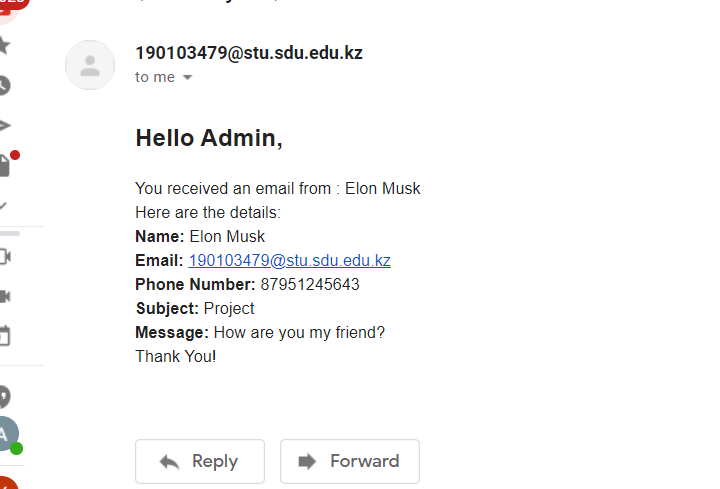 190103479@stu.sdu.edu.kz
to me
Hello Admin,
You received an email from : Elon Musk
Here are the details:
Name: Elon Musk
Email: 190103479@stu.sdu.edu.kz
Phone Number: 87951245643
Subject: Project
Message: How are you my friend?
Thank You!
Reply
Forward
A